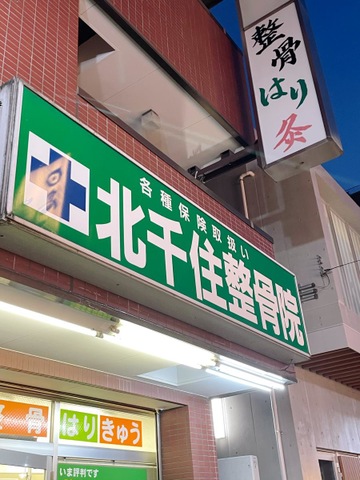 整骨
はり
灸
各種保険取扱い
北千住整骨院
整骨
はりきゅう
いま評判です